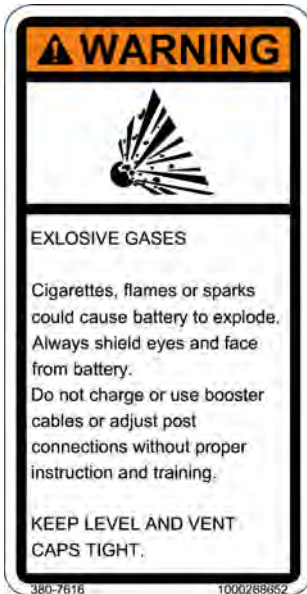 WARNING
EXLOSIVE GASES
Cigarettes, flames or sparks
could cause battery to explode.
Always shield eyes and face
from battery.
Do not charge or use booster
cables or adjust post
connections without proper
instruction and training.
KEEP LEVEL AND VENT
CAPS TIGHT.
380-7616 1000268652